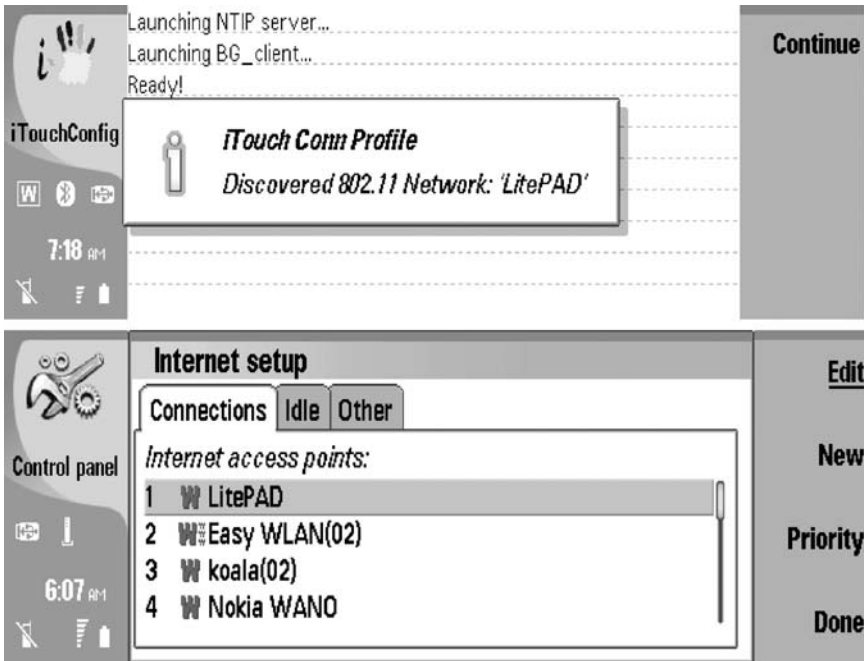 Launching NTIP server...
Launching BG_client...
Ready!
Continue
iTouchConfig
iTouch Conn Profile
Discovered 802.11 Network: 'LitePAD'
7:18 AM
Internet setup
Edit
Connections Idle Other
Control panel
Internet access points:
New
1 LitePAD
2 Easy WLAN(02)
Priority
3 koala(02)
6:07 AM
4 Nokia WANO
Done